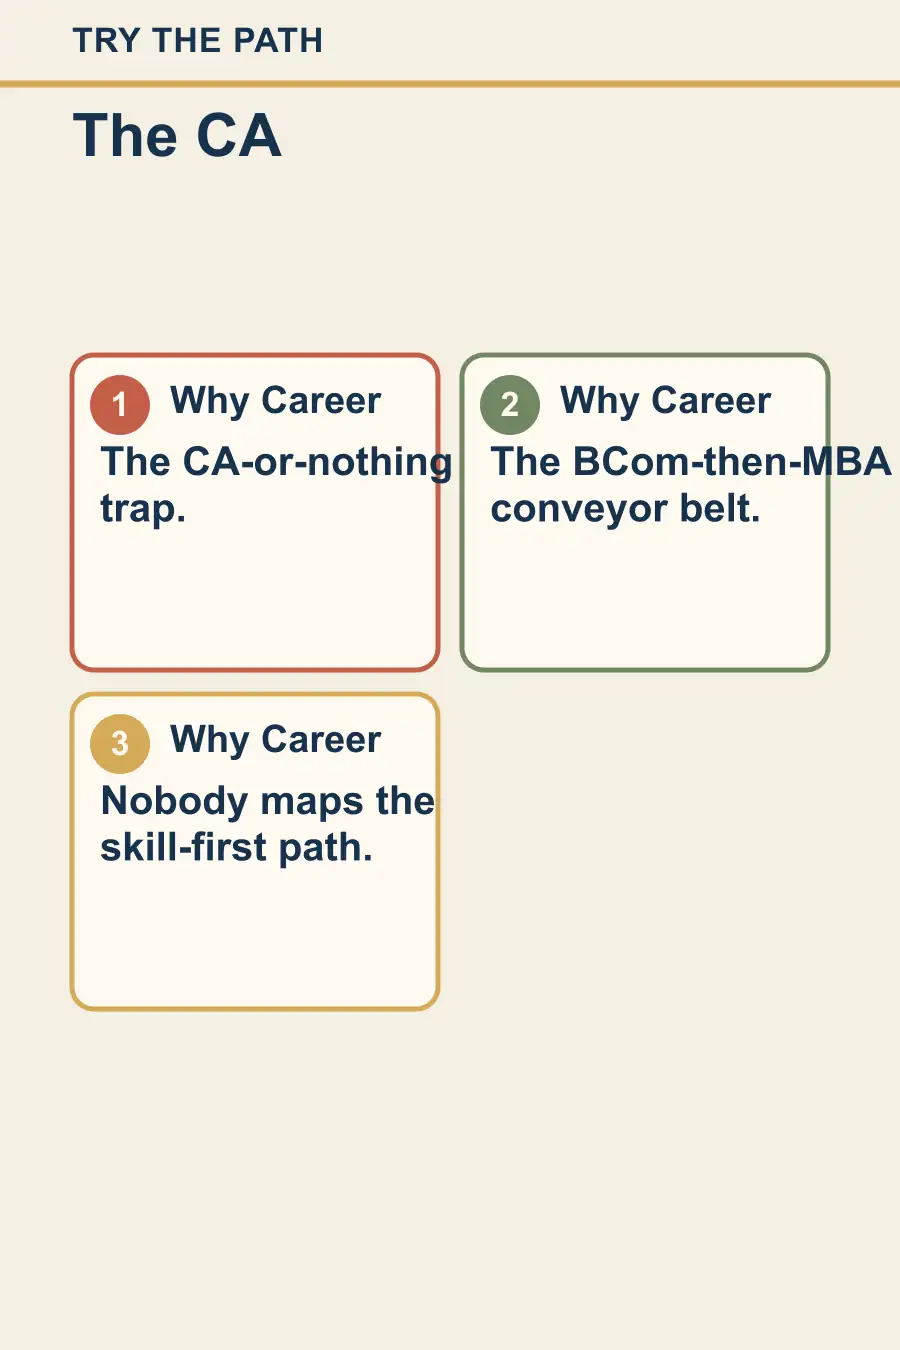 TRY THE PATH
The CA
1 Why Career
The CA-or-nothing
trap.
2 Why Career
The BCom-then-MBA
conveyor belt.
3 Why Career
Nobody maps the
skill-first path.